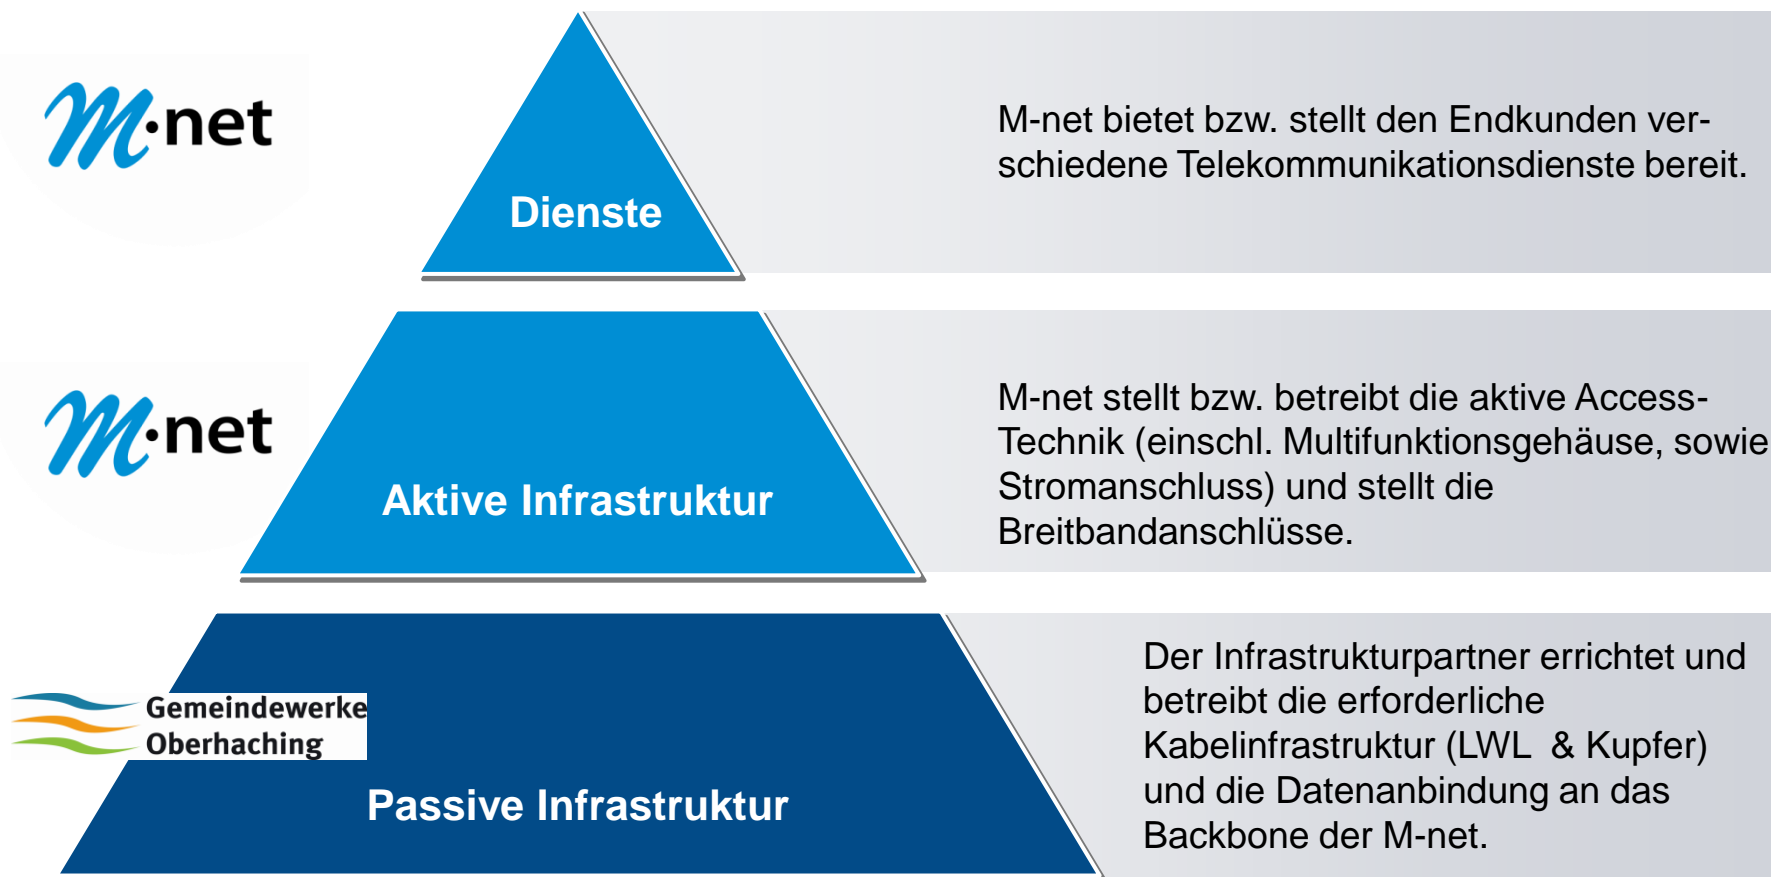 M·net
Dienste
M-net bietet bzw. stellt den Endkunden ver-
schiedene Telekommunikationsdienste bereit.
M·net
Aktive Infrastruktur
M-net stellt bzw. betreibt die aktive Access-
Technik (einschl. Multifunktionsgehäuse, sowie
Stromanschluss) und stellt die
Breitbandanschlüsse.
Gemeindewerke
Oberhaching
Passive Infrastruktur
Der Infrastrukturpartner errichtet und
betreibt die erforderliche
Kabelinfrastruktur (LWL & Kupfer)
und die Datenanbindung an das
Backbone der M-net.